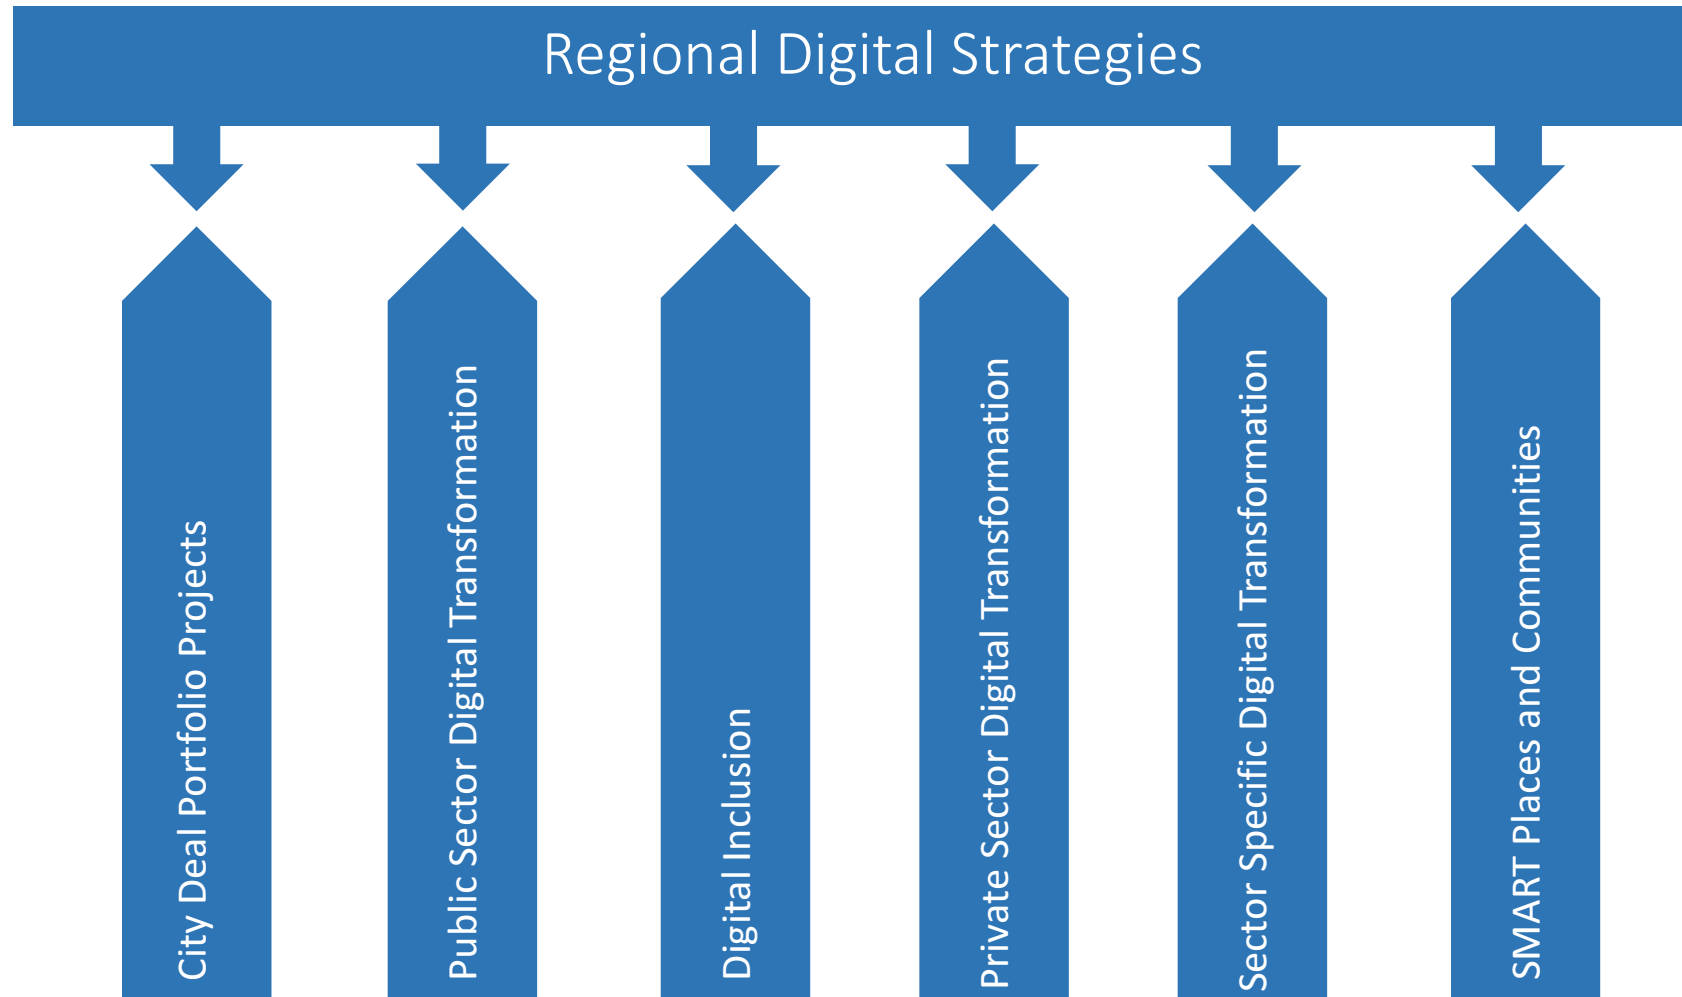 Regional Digital Strategies
City Deal Portfolio Projects
Public Sector Digital Transformation
Digital Inclusion
Private Sector Digital Transformation
Sector Specific Digital Transformation
SMART Places and Communities